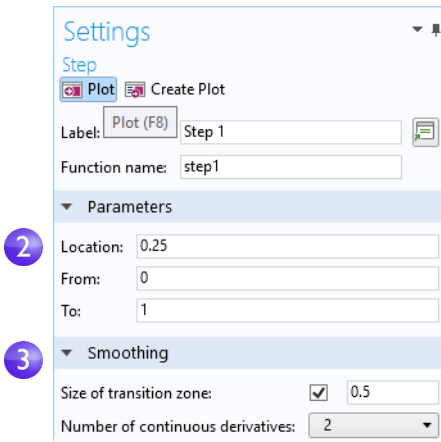 Settings
Step
Plot Create Plot
Plot (F8)
Label: Step 1
Function name: step1
Parameters
2 Location: 0.25
From: 0
To: 1
3 Smoothing
Size of transition zone: 0.5
Number of continuous derivatives: 2